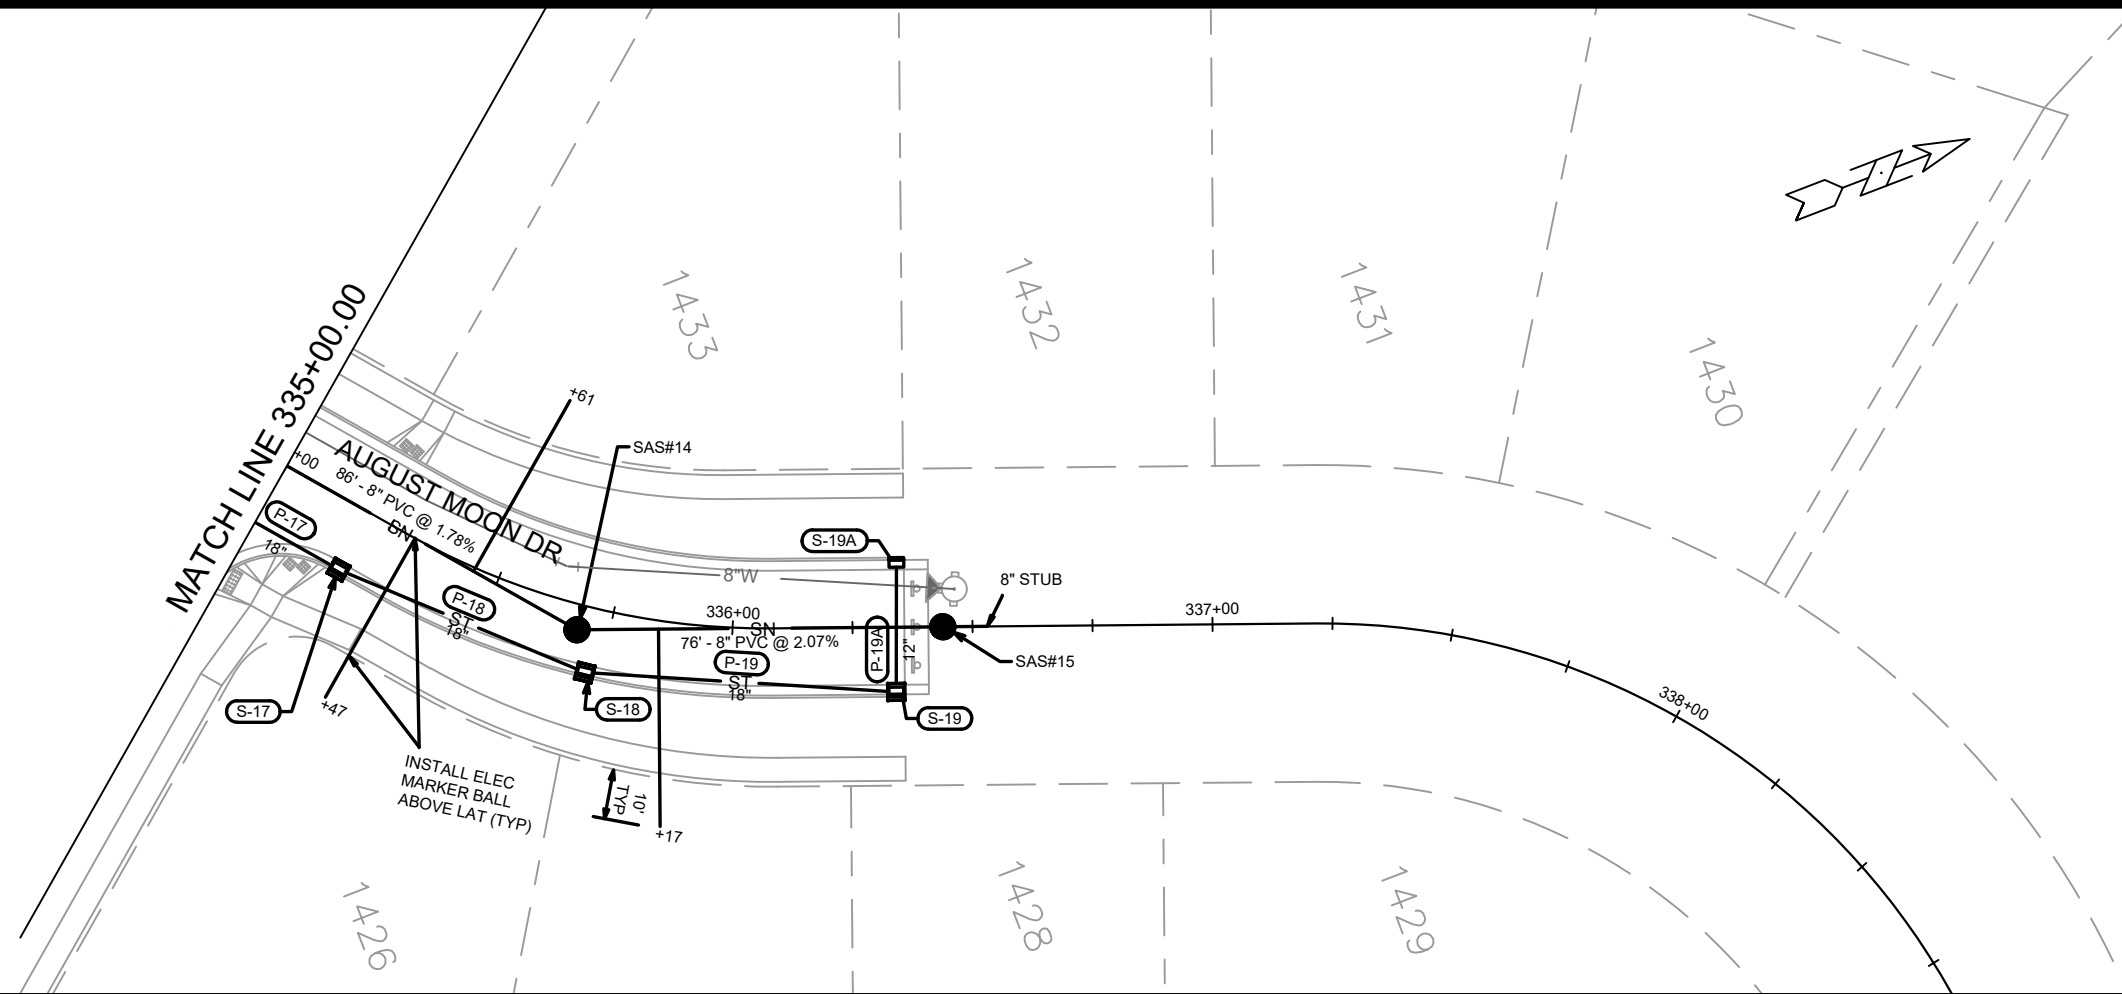 MATCH LINE 335+00.00
1433
1432
1431
1430
N
+61
SAS#14
+00
AUGUST MOON DR
86' - 8" PVC @ 1.78%
SN
P-17
18"
S-19A
8"W
8" STUB
P-18
ST
18"
336+00
SN
76' - 8" PVC @ 2.07%
337+00
P-19A
12"
SAS#15
P-19
ST
18"
S-17
+47
S-18
S-19
338+00
INSTALL ELEC
MARKER BALL
ABOVE LAT (TYP)
10'
TYP
+17
1426
1428
1429